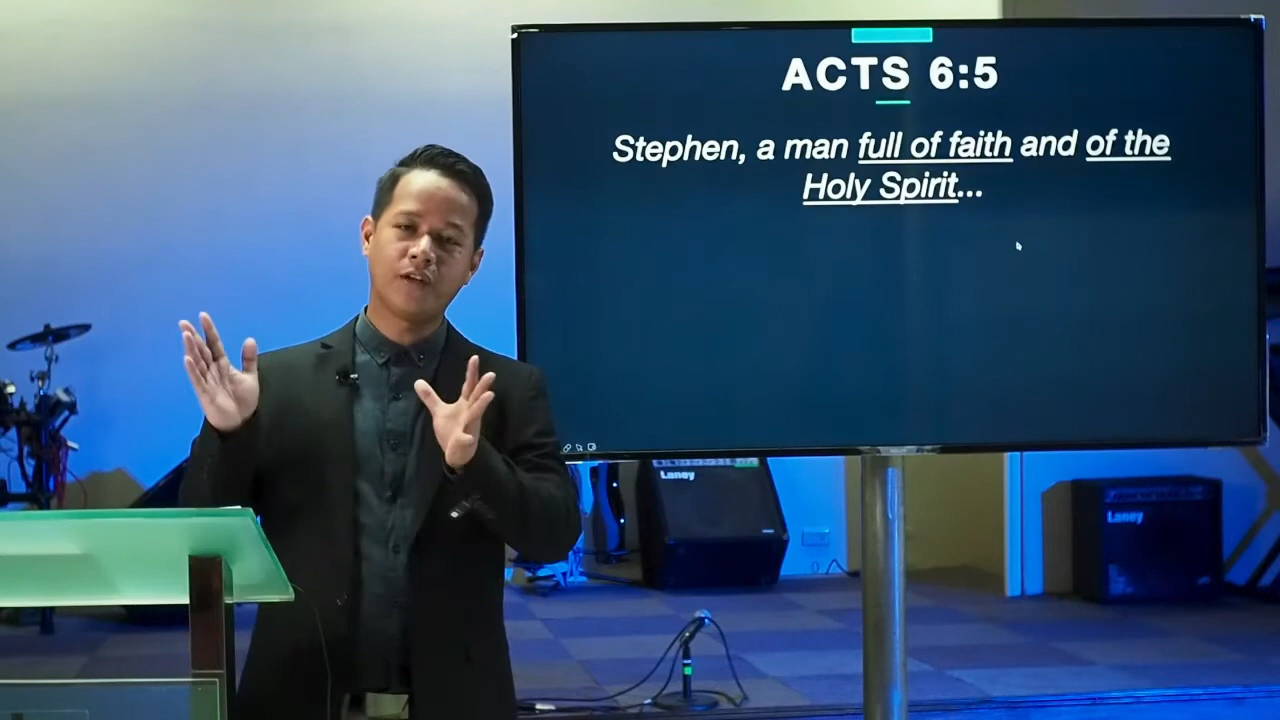 ACTS 6:5
Stephen, a man full of faith and of the
Holy Spirit...
Laney
Laney